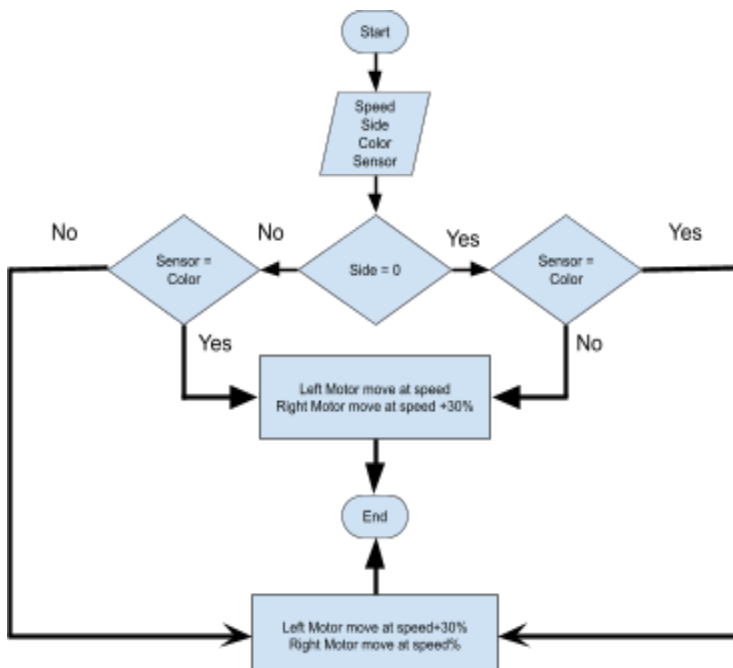 Start
Speed
Side
Color
Sensor
No
Sensor =
Color
No
Side = 0
Yes
Sensor =
Color
Yes
Yes
No
Left Motor move at speed
Right Motor move at speed +30%
End
Left Motor move at speed+30%
Right Motor move at speed%